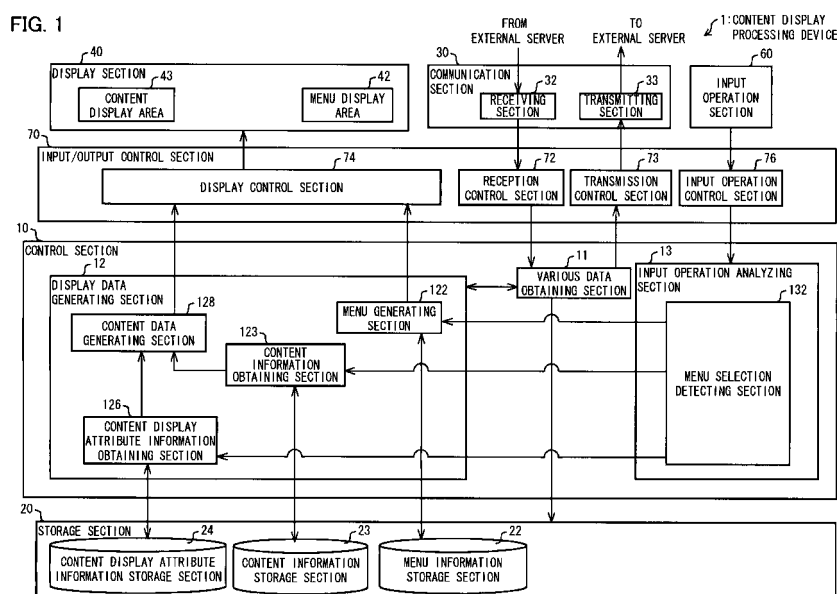 FIG. 1
FROM
EXTERNAL SERVER
TO
EXTERNAL SERVER
1:CONTENT DISPLAY
PROCESSING DEVICE
40
DISPLAY SECTION
43
CONTENT
DISPLAY AREA
42
MENU DISPLAY
AREA
30
COMMUNICATION
SECTION
32
RECEIVING
SECTION
33
TRANSMITTING
SECTION
60
INPUT
OPERATION
SECTION
70
INPUT/OUTPUT CONTROL SECTION
74
DISPLAY CONTROL SECTION
72
RECEPTION
CONTROL SECTION
73
TRANSMISSION
CONTROL SECTION
76
INPUT OPERATION
CONTROL SECTION
10
CONTROL SECTION
12
DISPLAY DATA
GENERATING SECTION
128
CONTENT DATA
GENERATING SECTION
122
MENU GENERATING
SECTION
123
CONTENT
INFORMATION
OBTAINING SECTION
126
CONTENT DISPLAY
ATTRIBUTE INFORMATION
OBTAINING SECTION
11
VARIOUS DATA
OBTAINING SECTION
13
INPUT OPERATION ANALYZING
SECTION
132
MENU SELECTION
DETECTING SECTION
20
STORAGE SECTION
24
CONTENT DISPLAY ATTRIBUTE
INFORMATION STORAGE SECTION
23
CONTENT INFORMATION
STORAGE SECTION
22
MENU INFORMATION
STORAGE SECTION